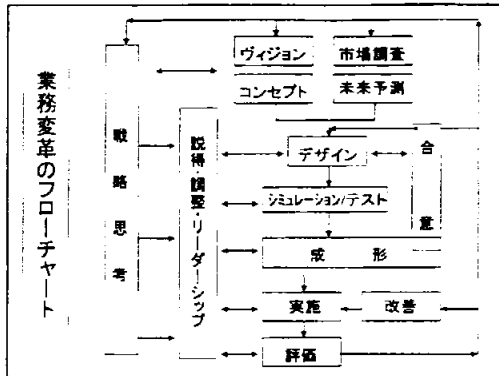 業務変革のフローチャート
戦略思考
説得・調整・リーダーシップ
ヴィジョン
市場調査
コンセプト
未来予測
デザイン
合意
シミュレーション/テスト
成形
実施
改善
評価